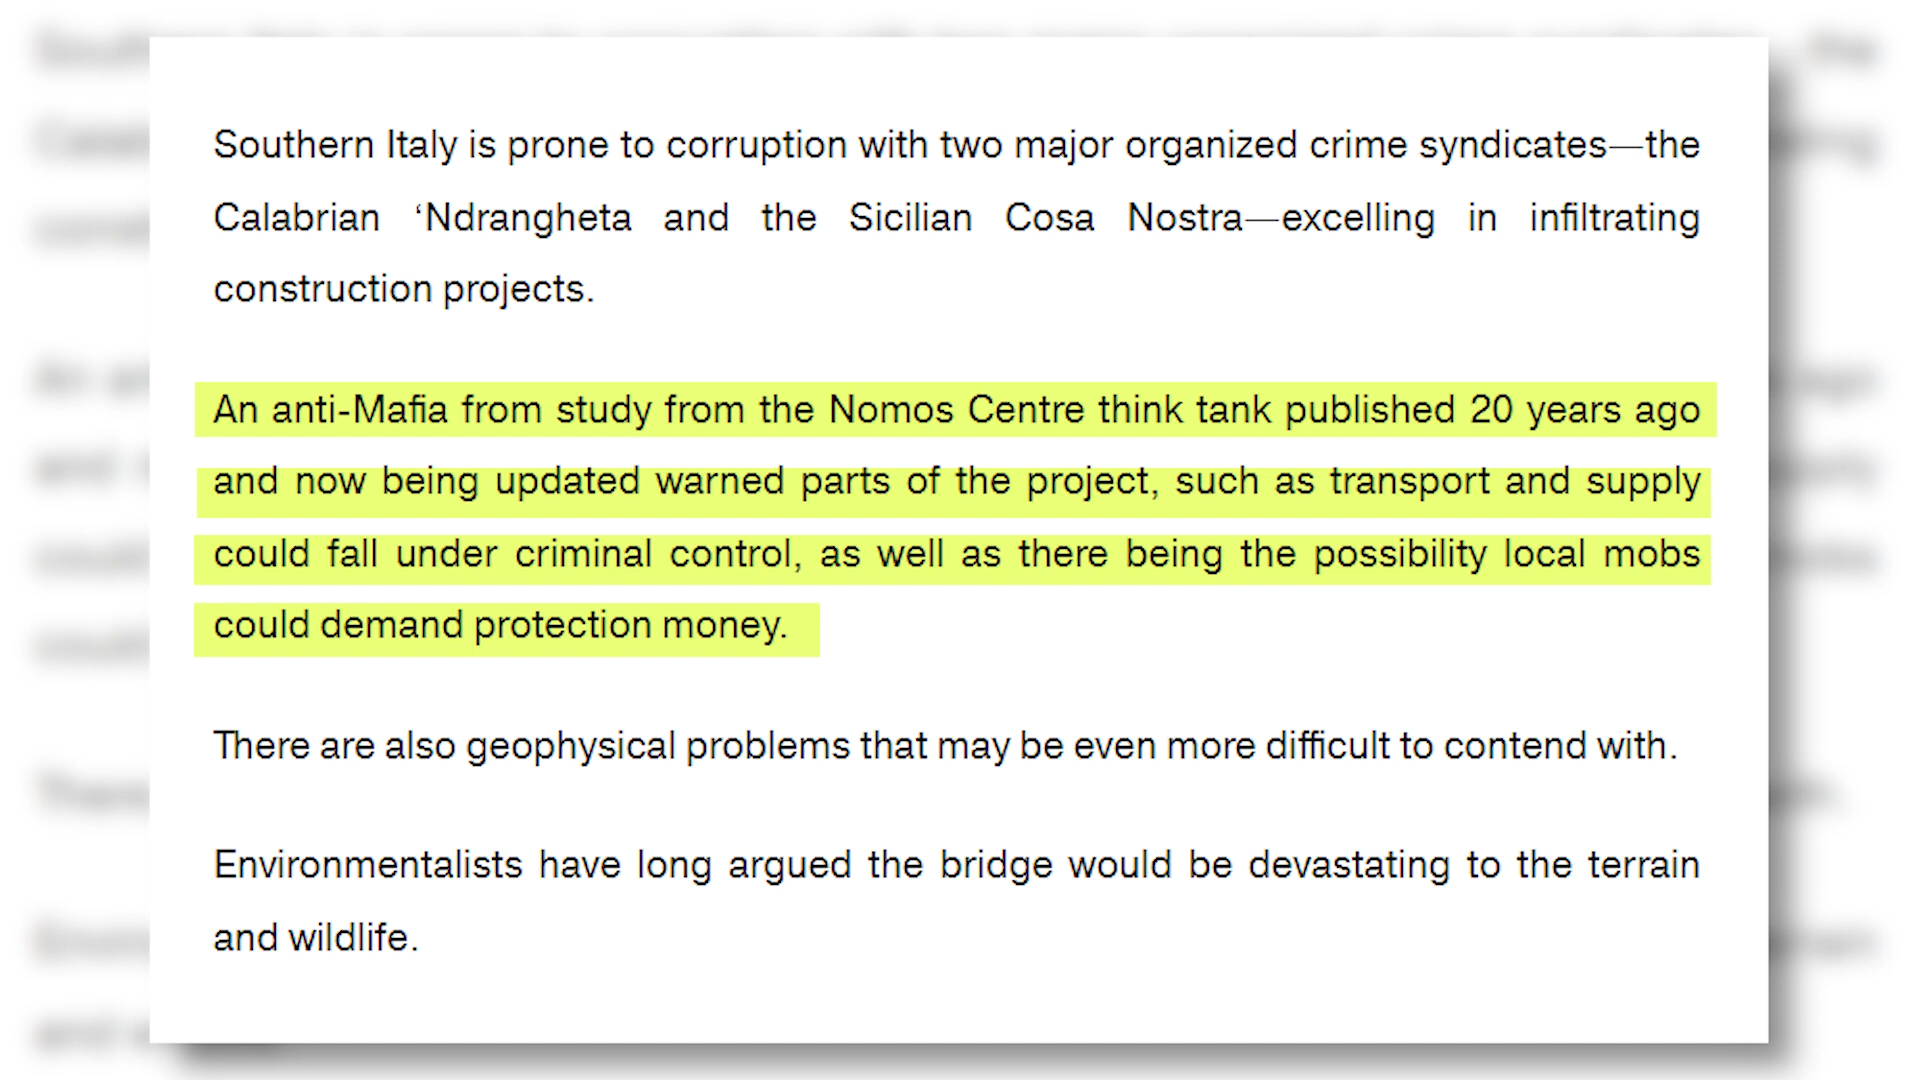 Southern Italy is prone to corruption with two major organized crime syndicates—the
Calabrian ‘Ndrangheta and the Sicilian Cosa Nostra—excelling in infiltrating
construction projects.
An anti-Mafia from study from the Nomos Centre think tank published 20 years ago
and now being updated warned parts of the project, such as transport and supply
could fall under criminal control, as well as there being the possibility local mobs
could demand protection money.
There are also geophysical problems that may be even more difficult to contend with.
Environmentalists have long argued the bridge would be devastating to the terrain
and wildlife.